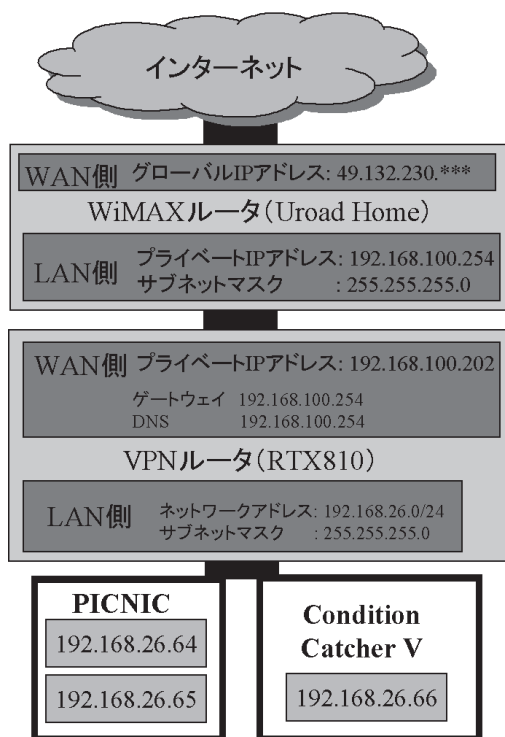 インターネット
WAN側 グローバルIPアドレス: 49.132.230.***
WiMAXルータ(Uroad Home)
LAN側
プライベートIPアドレス: 192.168.100.254
サブネットマスク : 255.255.255.0
WAN側 プライベートIPアドレス: 192.168.100.202
ゲートウェイ 192.168.100.254
DNS 192.168.100.254
VPNルータ(RTX810)
LAN側
ネットワークアドレス: 192.168.26.0/24
サブネットマスク : 255.255.255.0
PICNIC
192.168.26.64
192.168.26.65
Condition
Catcher V
192.168.26.66